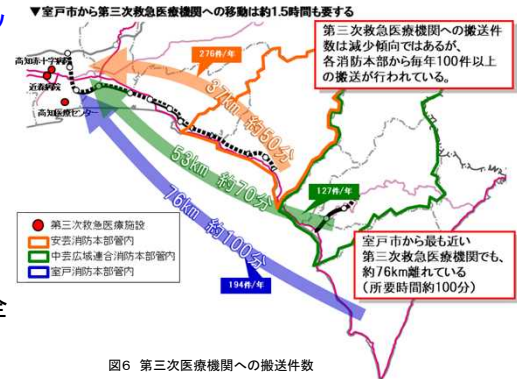 ▼室戸市から第三次救急医療機関への移動は約1.5時間も要する
第三次救急医療機関への搬送件
数は減少傾向ではあるが、
各消防本部から毎年100件以上
の搬送が行われている。
高知赤十字病院
近森病院
高知医療センター
276件/年
37km 約50分
53km 約70分
76km 約100分
127件/年
194件/年
第三次救急医療施設
安芸消防本部管内
中芸広域連合消防本部管内
室戸消防本部管内
室戸市から最も近い
第三次救急医療機関でも、
約76km離れている
(所要時間約100分)
全
図6 第三次医療機関への搬送件数